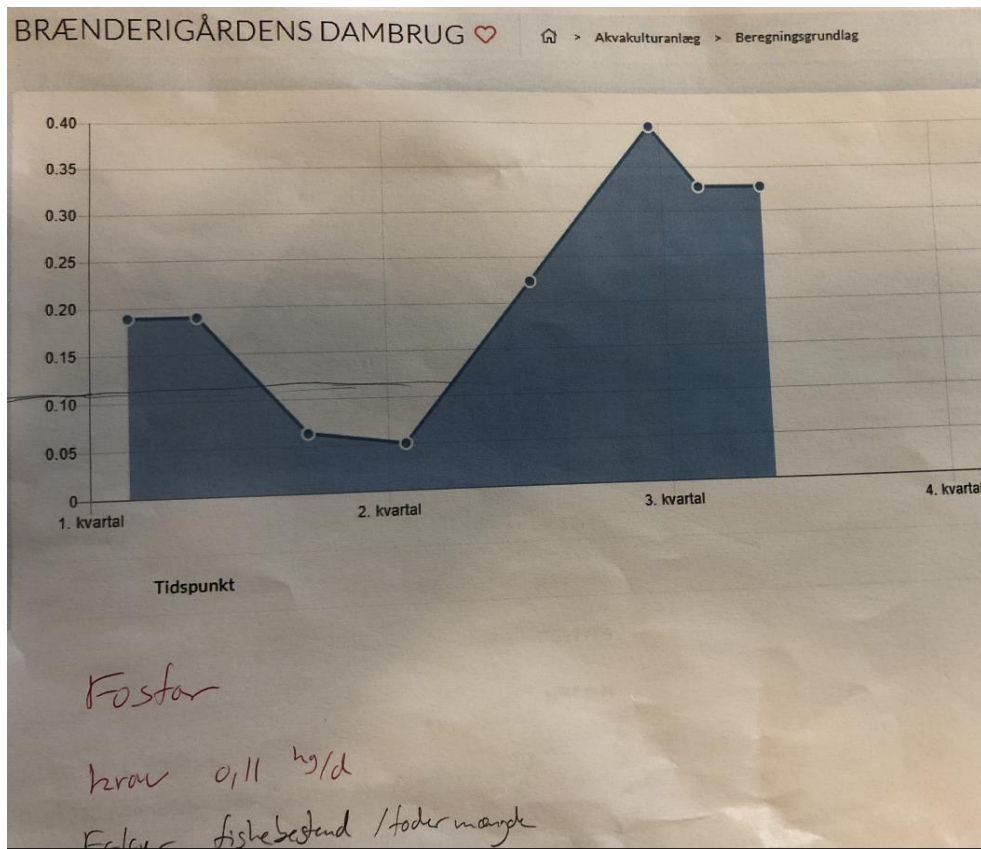 BRÆNDERIGÅRDENS DAMBRUG
> Akvakulturanlæg > Beregningsgrundlag
0.40
0.35
0.30
0.25
0.20
0.15
0.10
0.05
0
1. kvartal
2. kvartal
3. kvartal
4. kvartal
Tidspunkt
Fosfor
krav 0,11 kg/d
fiskebestand / fodermængde